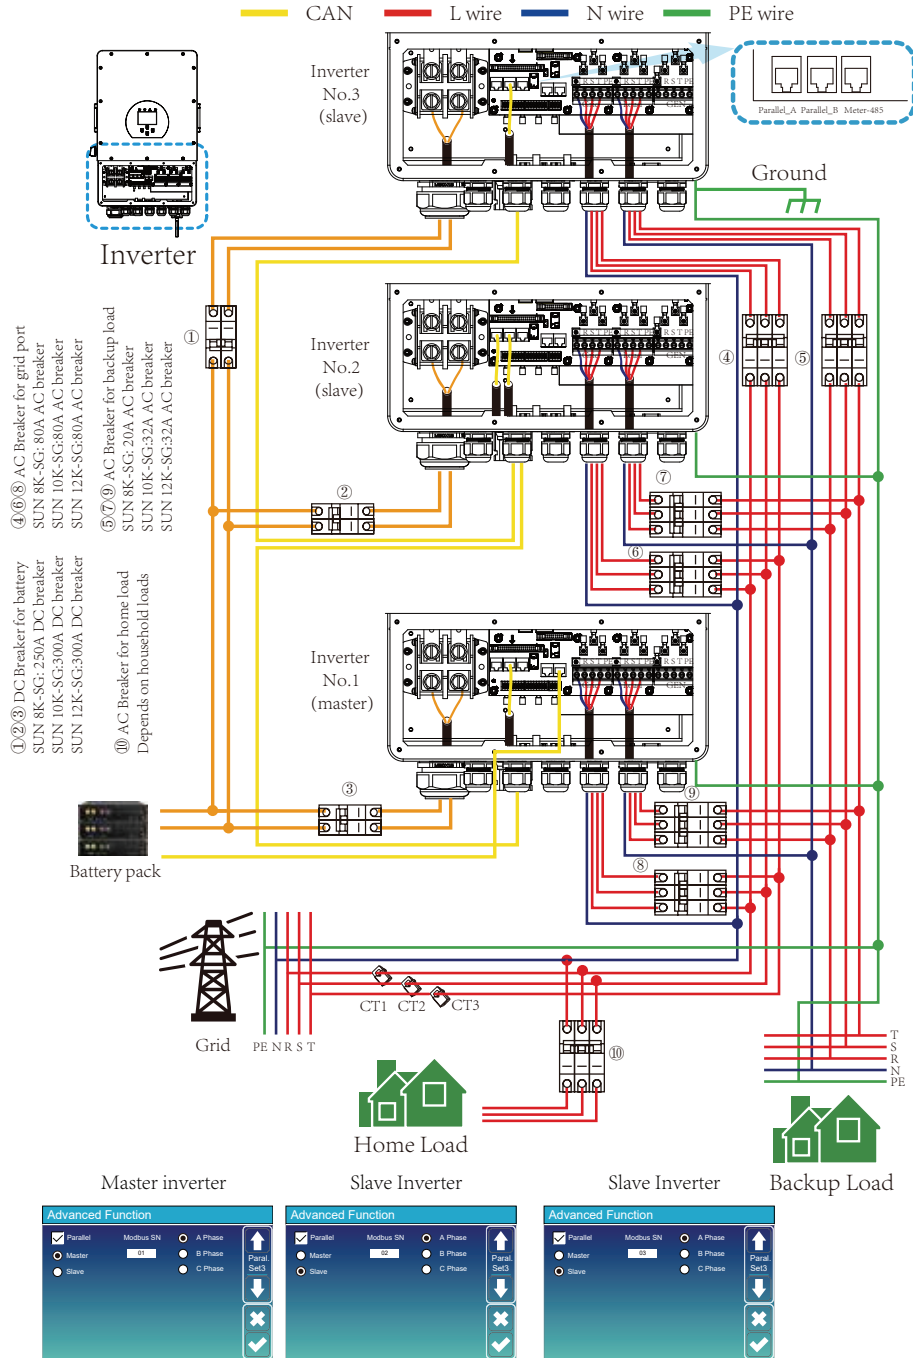 CAN
L wire
N wire
PE wire
Inverter
No.3
(slave)
R S T PE
R S T PE
GEN
Parallel_A Parallel_B Meter-485
Ground
Inverter
①
④⑥⑧ AC Breaker for grid port
SUN 8K-SG: 80A AC breaker
SUN 10K-SG:80A AC breaker
SUN 12K-SG:80A AC breaker
⑤⑦⑨ AC Breaker for backup load
SUN 8K-SG: 20A AC breaker
SUN 10K-SG:32A AC breaker
SUN 12K-SG:32A AC breaker
Inverter
No.2
(slave)
R S T PE
R S T PE
GEN
④
⑤
②
⑦
⑥
①②③ DC Breaker for battery
SUN 8K-SG: 250A DC breaker
SUN 10K-SG:300A DC breaker
SUN 12K-SG:300A DC breaker
⑩ AC Breaker for home load
Depends on household loads
Inverter
No.1
(master)
R S T PE
R S T PE
GEN
③
⑨
⑧
Battery pack
CT1 CT2 CT3
Grid
PE N R S T
⑩
T
S
R
N
PE
Home Load
Backup Load
Master inverter
Slave Inverter
Slave Inverter
Advanced Function
Parallel
Modbus SN
A Phase
Master
01
B Phase
Slave
C Phase
Paral.
Set3
Advanced Function
Parallel
Modbus SN
A Phase
Master
02
B Phase
Slave
C Phase
Paral.
Set3
Advanced Function
Parallel
Modbus SN
A Phase
Master
03
B Phase
Slave
C Phase
Paral.
Set3